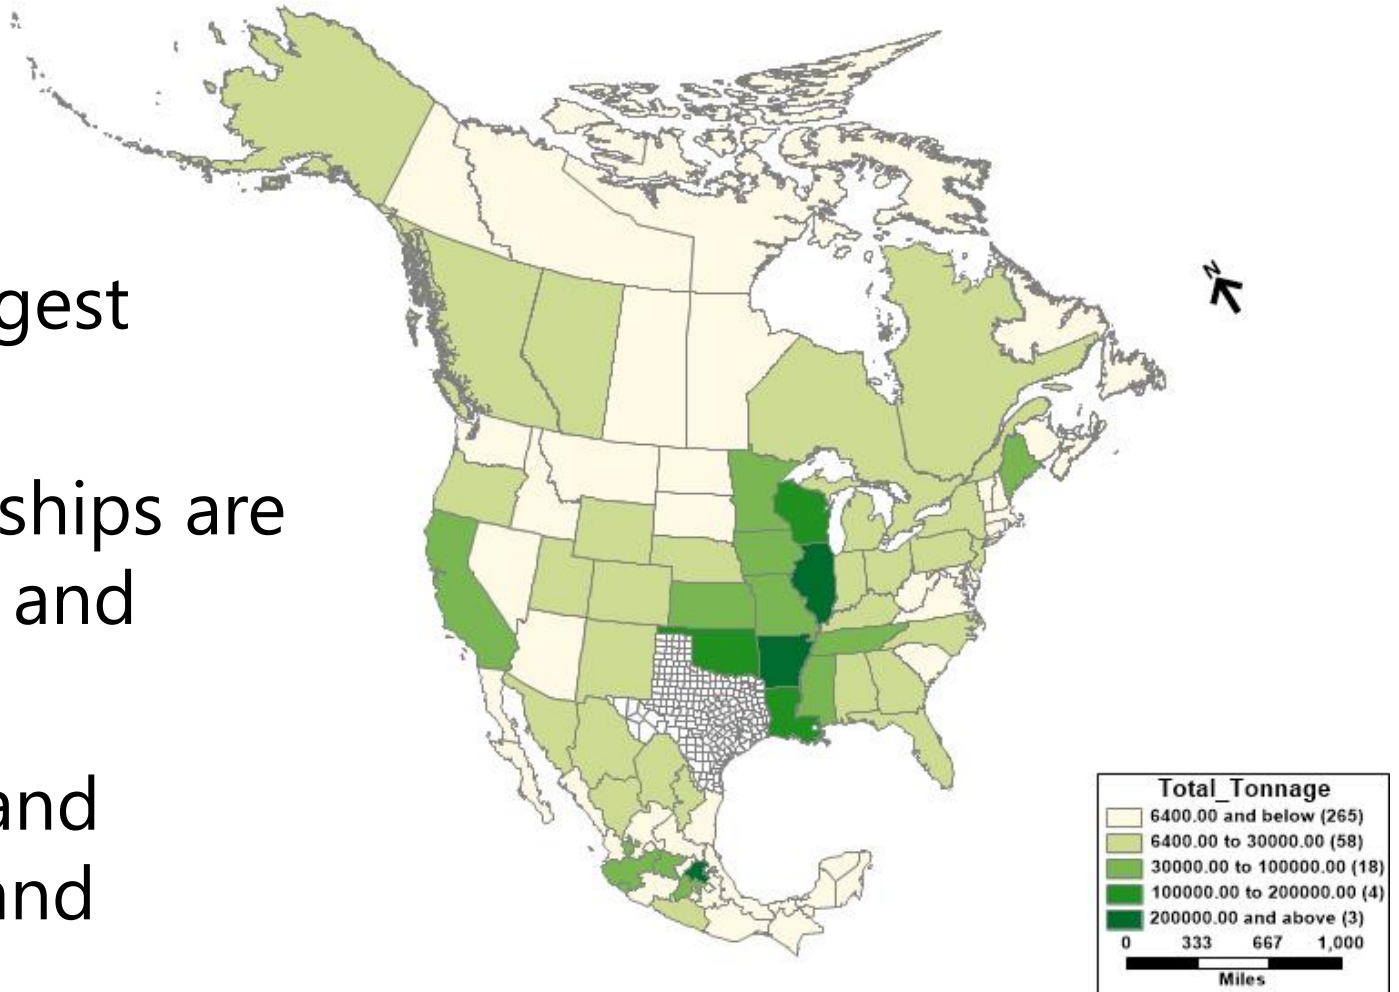 gest
ships are
and
and
and
N
Total_Tonnage
6400.00 and below (265)
6400.00 to 30000.00 (58)
30000.00 to 100000.00 (18)
100000.00 to 200000.00 (4)
200000.00 and above (3)
0 333 667 1,000
Miles